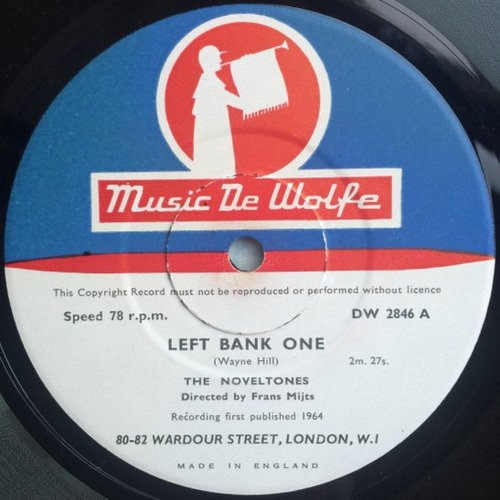 Music De Wolfe
This Copyright Record must not be reproduced or performed without licence
Speed 78 r.p.m. DW 2846 A
LEFT BANK ONE
(Wayne Hill) 2m. 27s.
THE NOVELTONES
Directed by Frans Mijts
Recording first published 1964
80-82 WARDOUR STREET, LONDON, W.I
MADE IN ENGLAND